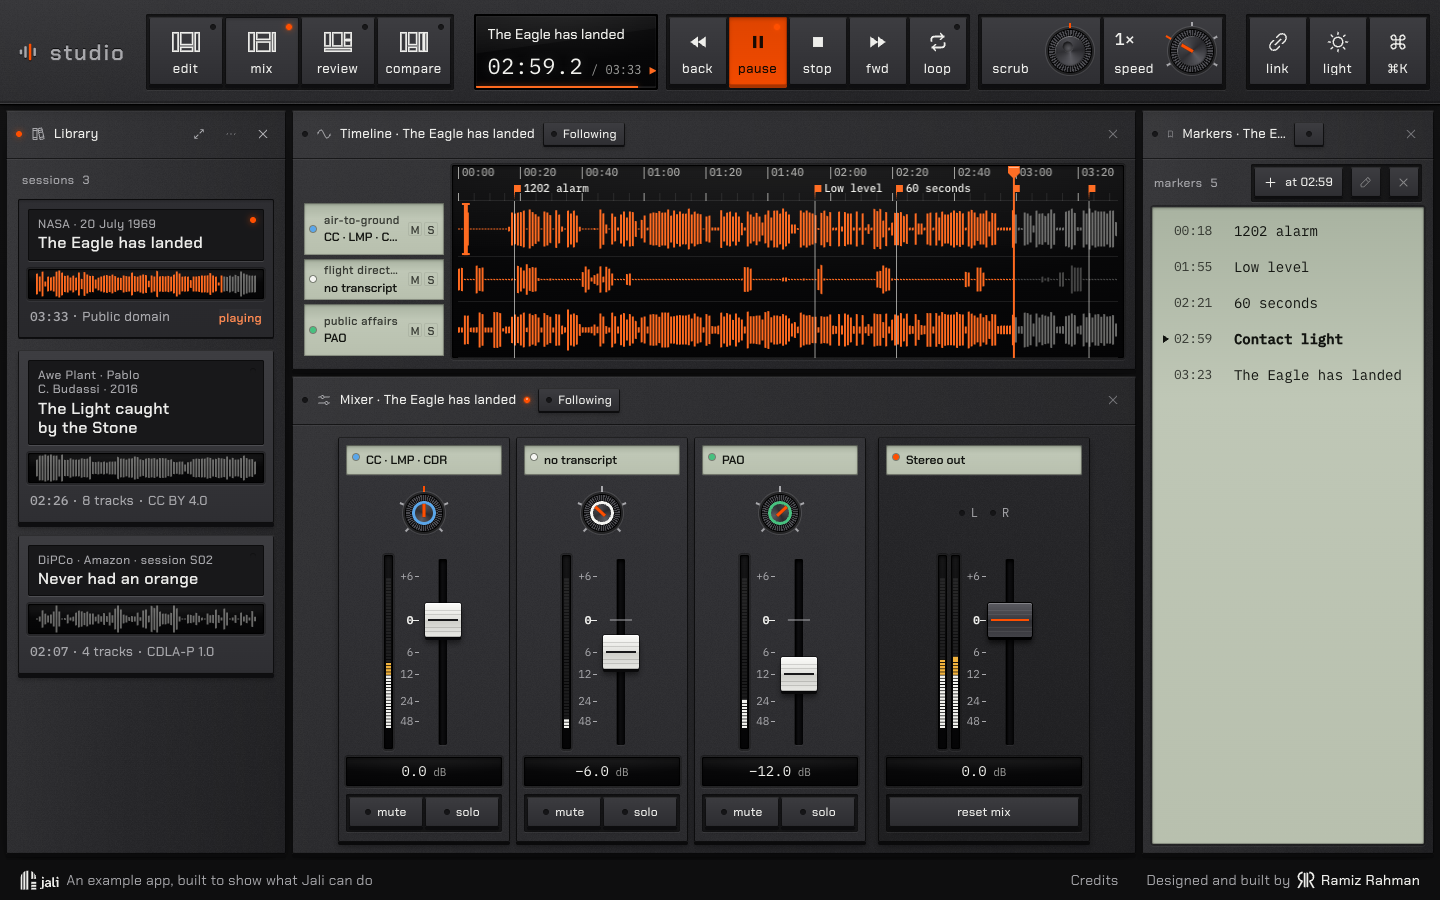 studio
edit
mix
review
compare
The Eagle has landed
02:59.2 / 03:33
back
pause
stop
fwd
loop
scrub
1×
speed
link
light
⌘K
Library
sessions 3
NASA · 20 July 1969
The Eagle has landed
03:33 · Public domain
playing
Awe Plant · Pablo
C. Budassi · 2016
The Light caught
by the Stone
02:26 · 8 tracks · CC BY 4.0
DiPCo · Amazon · session S02
Never had an orange
02:07 · 4 tracks · CDLA-P 1.0
Timeline · The Eagle has landed
Following
00:00 00:20 00:40 01:00 01:20 01:40 02:00 02:20 02:40 03:00 03:20
1202 alarm
Low level
60 seconds
air-to-ground
CC · LMP · C...
M S
flight direct...
no transcript
M S
public affairs
PAO
M S
Mixer · The Eagle has landed
Following
CC · LMP · CDR
+6-
0-
6-
12-
24-
48-
0.0 dB
mute
solo
no transcript
+6-
0-
6-
12-
24-
48-
−6.0 dB
mute
solo
PAO
+6-
0-
6-
12-
24-
48-
−12.0 dB
mute
solo
Stereo out
L R
+6-
0-
6-
12-
24-
48-
0.0 dB
reset mix
Markers · The E...
markers 5
+ at 02:59
00:18 1202 alarm
01:55 Low level
02:21 60 seconds
02:59 Contact light
03:23 The Eagle has landed
jali An example app, built to show what Jali can do
Credits
Designed and built by Ramiz Rahman